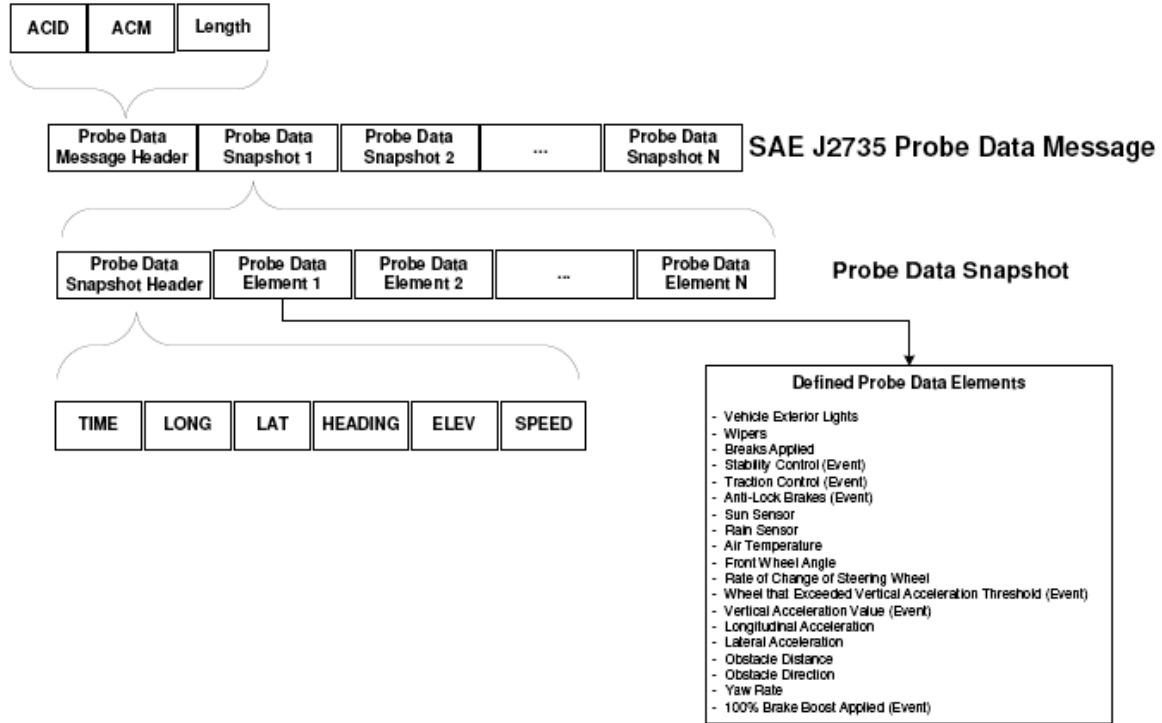 ACID ACM Length
Probe Data Message Header
Probe Data Snapshot 1
Probe Data Snapshot 2
...
Probe Data Snapshot N
SAE J2735 Probe Data Message
Probe Data Snapshot Header
Probe Data Element 1
Probe Data Element 2
...
Probe Data Element N
Probe Data Snapshot
TIME LONG LAT HEADING ELEV SPEED
Defined Probe Data Elements
- Vehicle Exterior Lights
- Wipers
- Breaks Applied
- Stability Control (Event)
- Traction Control (Event)
- Anti-Lock Brakes (Event)
- Sun Sensor
- Rain Sensor
- Air Temperature
- Front Wheel Angle
- Rate of Change of Steering Wheel
- Wheel that Exceeded Vertical Acceleration Threshold (Event)
- Vertical Acceleration Value (Event)
- Longitudinal Acceleration
- Lateral Acceleration
- Obstacle Distance
- Obstacle Direction
- Yaw Rate
- 100% Brake Boost Applied (Event)